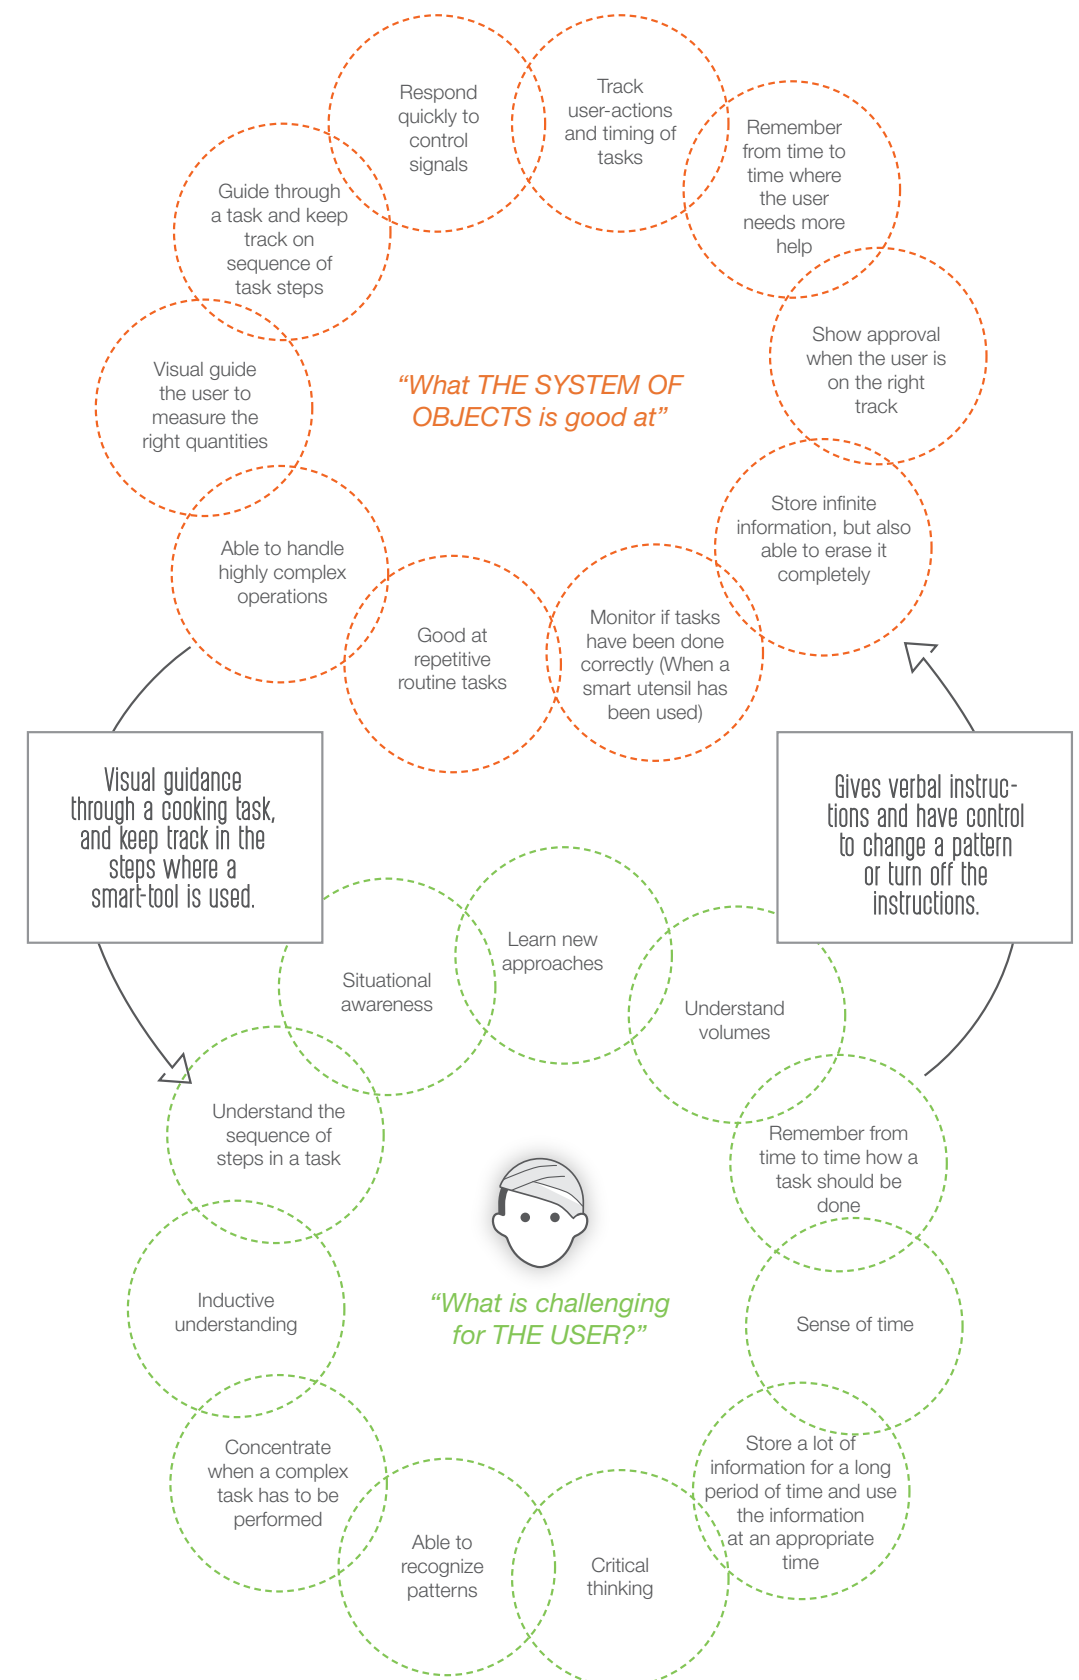 Respond
quickly to
control
signals
Track
user-actions
and timing of
tasks
Remember
from time to
time where
the user
needs more
help
Guide through
a task and keep
track on
sequence of
task steps
Show approval
when the user is
on the right
track
Visual guide
the user to
measure the
right quantities
“What THE SYSTEM OF
OBJECTS is good at”
Store infinite
information, but also
able to erase it
completely
Able to handle
highly complex
operations
Good at
repetitive
routine tasks
Monitor if tasks
have been done
correctly (When a
smart utensil has
been used)
Visual guidance
through a cooking task,
and keep track in the
steps where a
smart-tool is used.
Gives verbal instruc-
tions and have control
to change a pattern
or turn off the
instructions.
Learn new
approaches
Situational
awareness
Understand
volumes
Understand the
sequence of
steps in a task
Remember from
time to time how a
task should be
done
Inductive
understanding
“What is challenging
for THE USER?”
Sense of time
Concentrate
when a complex
task has to be
performed
Store a lot of
information for a long
period of time and use
the information
at an appropriate
time
Able to
recognize
patterns
Critical
thinking